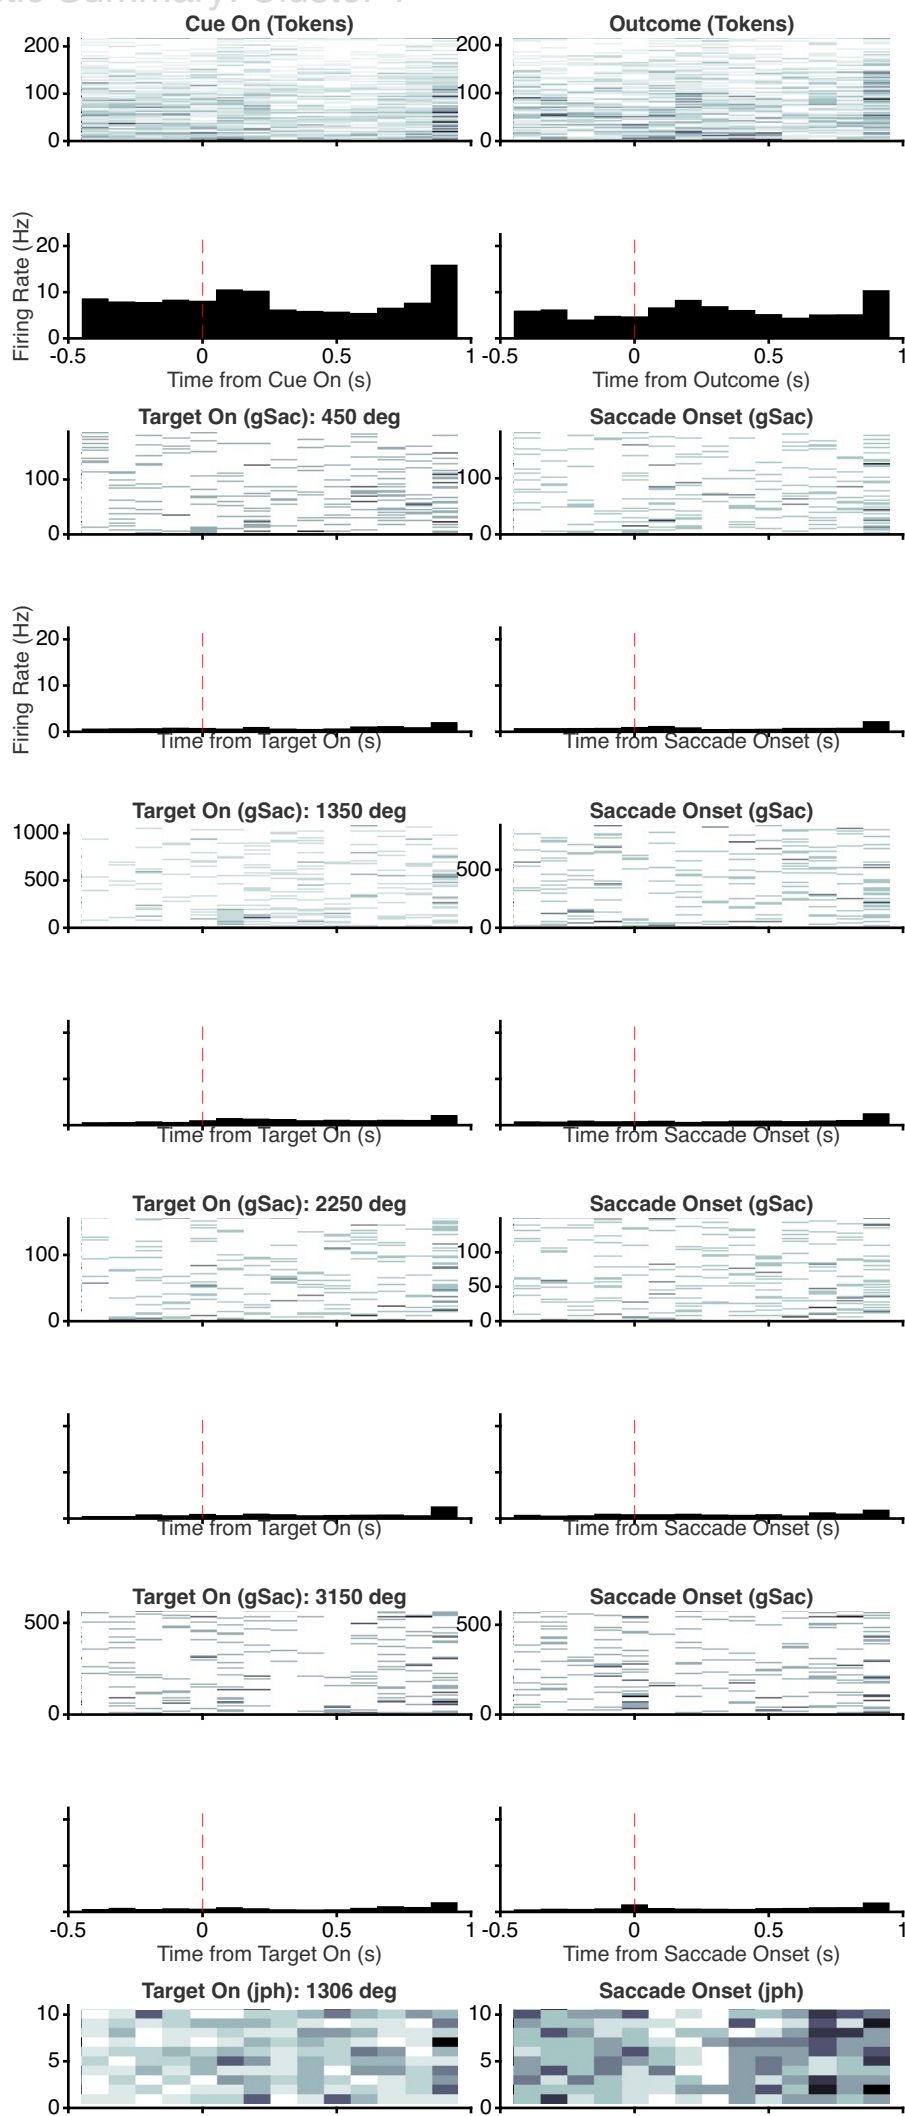 Summary: Cluster
Cue On (Tokens) Outcome (Tokens)
200 200
100 100
0 0
Firing Rate (Hz)
20
10
0
-0.5 0 0.5 1 -0.5 0 0.5 1
Time from Cue On (s) Time from Outcome (s)
Target On (gSac): 450 deg Saccade Onset (gSac)
100 100
0 0
Firing Rate (Hz)
20
10
0
Time from Target On (s) Time from Saccade Onset (s)
Target On (gSac): 1350 deg Saccade Onset (gSac)
1000
500 500
0 0
Time from Target On (s) Time from Saccade Onset (s)
Target On (gSac): 2250 deg Saccade Onset (gSac)
100 100
50
0 0
Time from Target On (s) Time from Saccade Onset (s)
Target On (gSac): 3150 deg Saccade Onset (gSac)
500 500
0 0
-0.5 0 0.5 1 -0.5 0 0.5 1
Time from Target On (s) Time from Saccade Onset (s)
Target On (jph): 1306 deg Saccade Onset (jph)
10 10
5 5
0 0